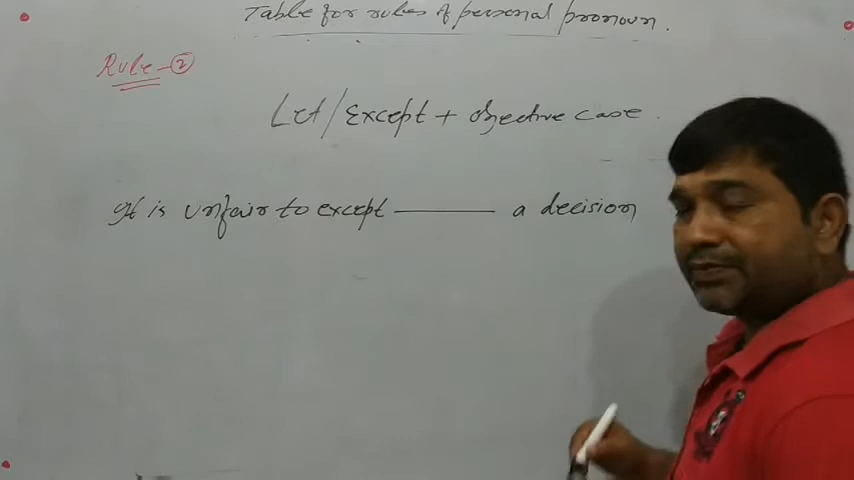 Table for rules of personal pronoun.
Rule - 2
Let/Except + objective case.
It is unfair to except ——— a decision